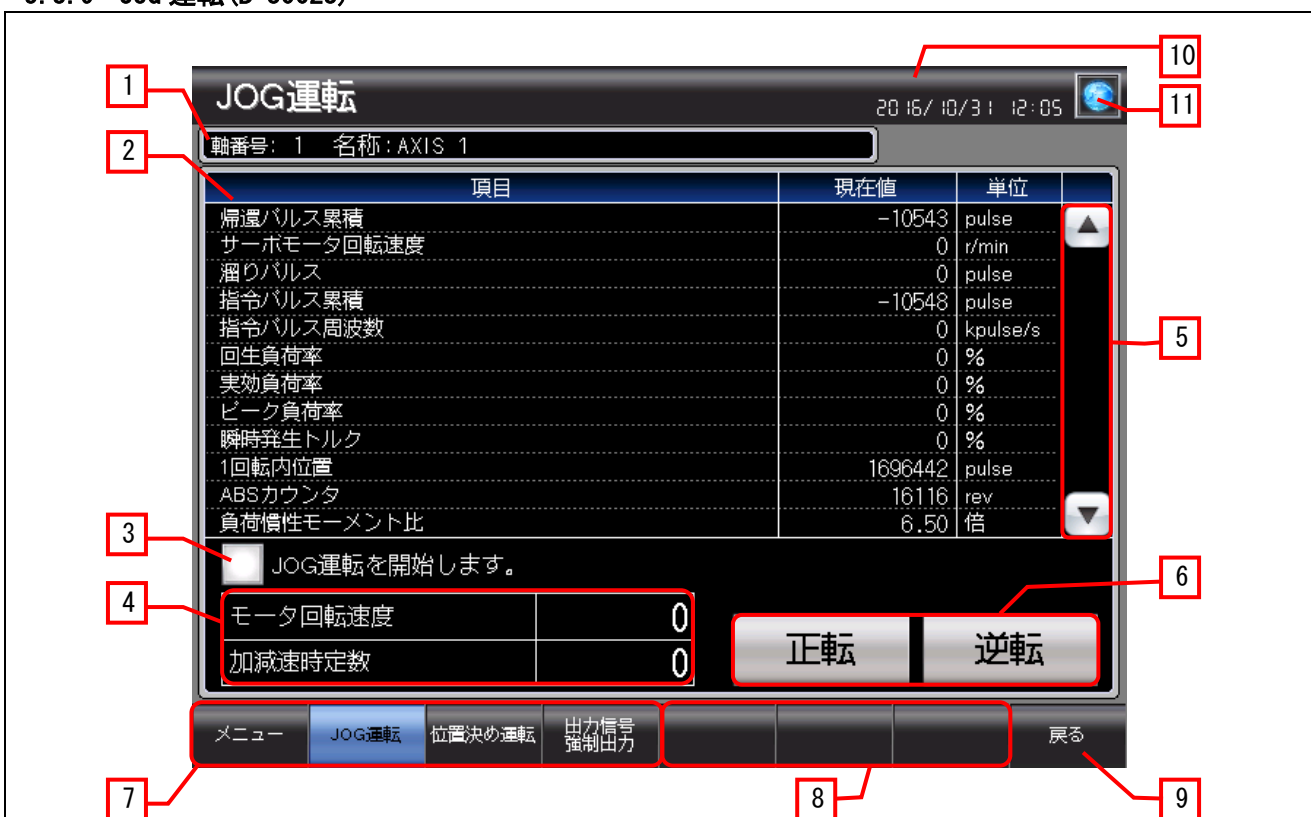 JOG運転
10
2016/10/31 12:05
11
1
軸番号: 1 名称:AXIS 1
2
項目 現在値 単位
帰還パルス累積 -10543 pulse
サーボモータ回転速度 0 r/min
溜りパルス 0 pulse
指令パルス累積 -10548 pulse
指令パルス周波数 0 kpulse/s
回生負荷率 0 %
実効負荷率 0 %
ピーク負荷率 0 %
瞬時発生トルク 0 %
1回転内位置 1696442 pulse
ABSカウンタ 16116 rev
負荷慣性モーメント比 6.50 倍
5
3
JOG運転を開始します。
6
4
モータ回転速度 0
加減速時定数 0
正転 逆転
メニュー JOG運転 位置決め運転 出力信号
強制出力
戻る
7
8
9